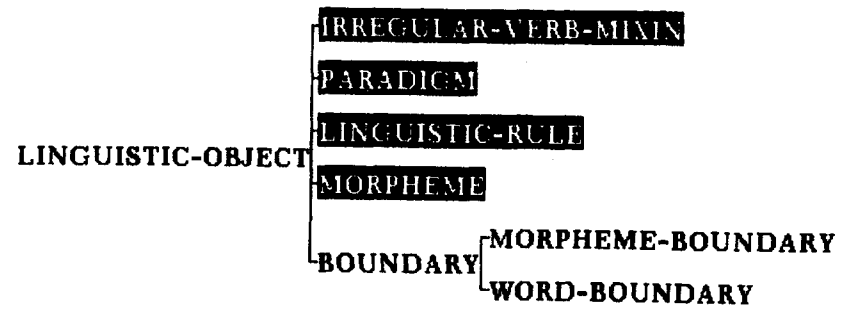 IRREGULAR-VERB-MIXIN
PARADIGM
LINGUISTIC-RULE
LINGUISTIC-OBJECT
MORPHEME
MORPHEME-BOUNDARY
BOUNDARY
WORD-BOUNDARY